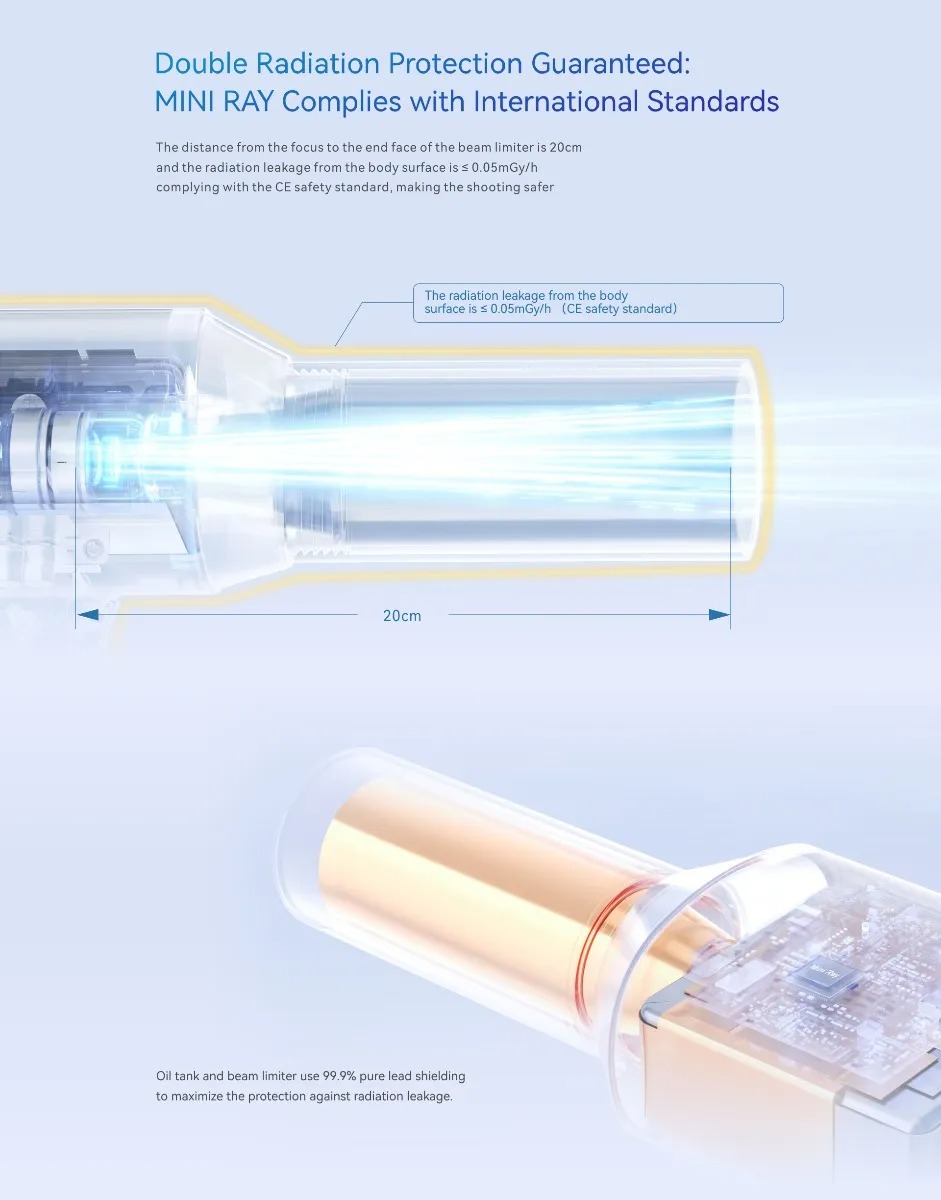 Double Radiation Protection Guaranteed:
MINI RAY Complies with International Standards
The distance from the focus to the end face of the beam limiter is 20cm
and the radiation leakage from the body surface is ≤ 0.05mGy/h
complying with the CE safety standard, making the shooting safer
The radiation leakage from the body
surface is ≤ 0.05mGy/h （CE safety standard）
20cm
Mini Ray
Oil tank and beam limiter use 99.9% pure lead shielding
to maximize the protection against radiation leakage.